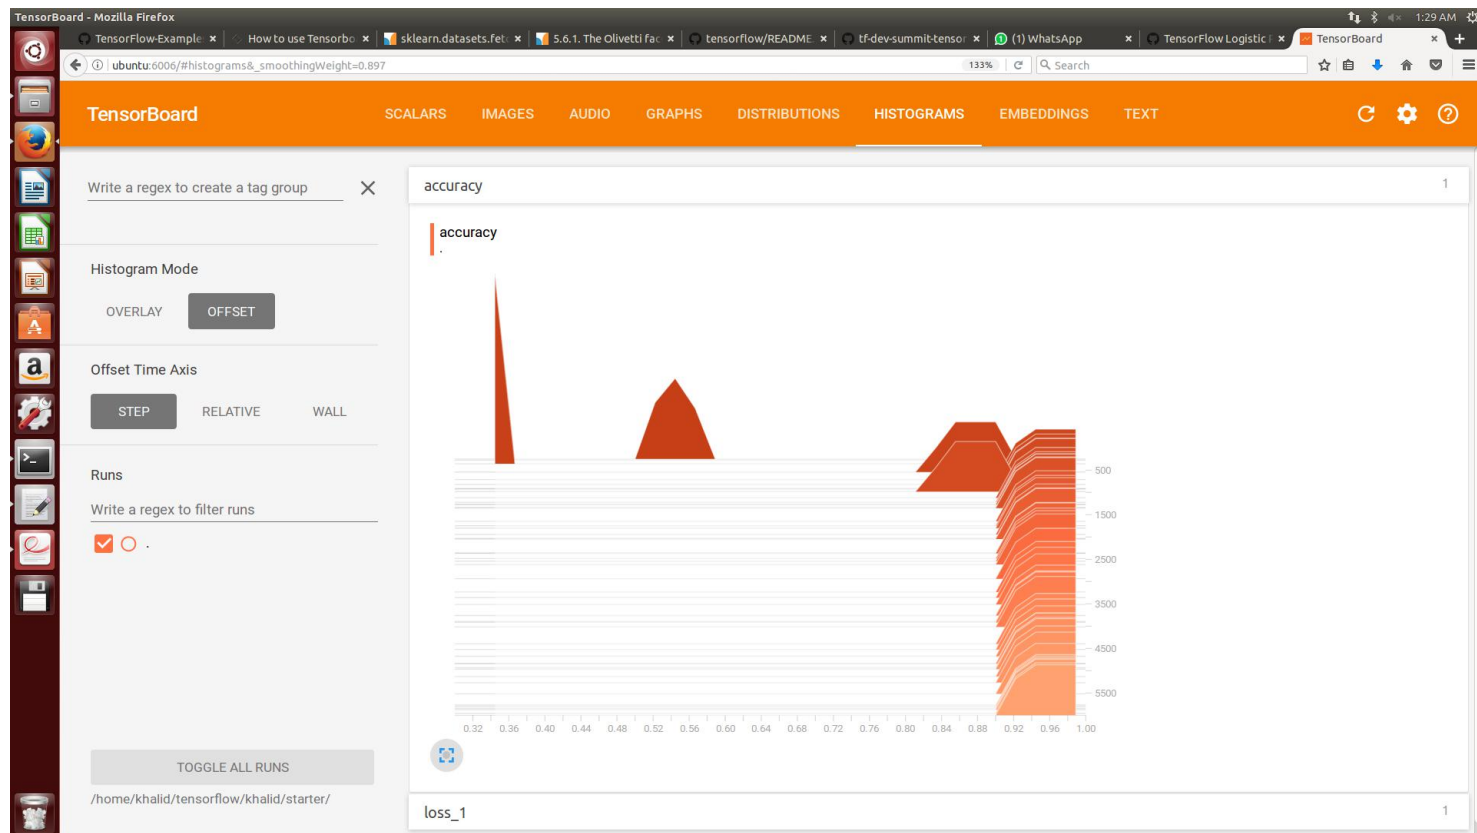 TensorBoard - Mozilla Firefox
1:29 AM
TensorFlow-Example
How to use Tensorbo
sklearn.datasets.fetc
5.6.1. The Olivetti fac
tensorflow/README.
tf-dev-summit-tensor
(1) WhatsApp
TensorFlow Logistic R
TensorBoard
ubuntu:6006/#histograms&_smoothingWeight=0.897
133%
Search
TensorBoard
SCALARS IMAGES AUDIO GRAPHS DISTRIBUTIONS HISTOGRAMS EMBEDDINGS TEXT
Write a regex to create a tag group
Histogram Mode
OVERLAY OFFSET
Offset Time Axis
STEP RELATIVE WALL
Runs
Write a regex to filter runs
.
TOGGLE ALL RUNS
/home/khalid/tensorflow/khalid/starter/
accuracy 1
accuracy
.
500
1500
2500
3500
4500
5500
0.32 0.36 0.40 0.44 0.48 0.52 0.56 0.60 0.64 0.68 0.72 0.76 0.80 0.84 0.88 0.92 0.96 1.00
loss_1 1